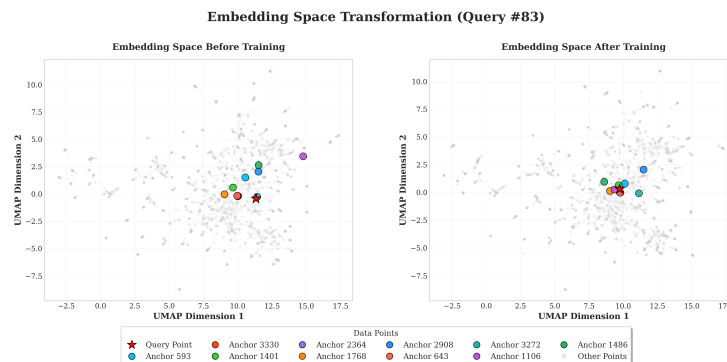 Embedding Space Transformation (Query #83)
Embedding Space Before Training
Embedding Space After Training
UMAP Dimension 2
10.0
7.5
5.0
2.5
0.0
−2.5
−5.0
−7.5
−2.5 0.0 2.5 5.0 7.5 10.0 12.5 15.0 17.5
UMAP Dimension 1
UMAP Dimension 2
10.0
7.5
5.0
2.5
0.0
−2.5
−5.0
−7.5
−2.5 0.0 2.5 5.0 7.5 10.0 12.5 15.0 17.5
UMAP Dimension 1
Data Points
Query Point Anchor 3330 Anchor 2364 Anchor 2908 Anchor 3272 Anchor 1486
Anchor 593 Anchor 1401 Anchor 1768 Anchor 643 Anchor 1106 Other Points